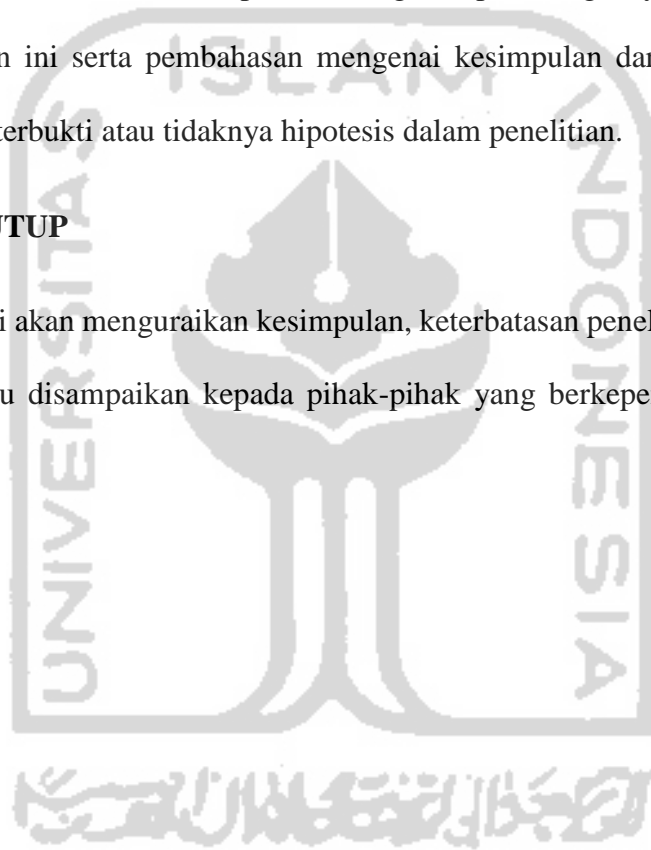 n ini serta pembahasan mengenai kesimpulan dar
terbukti atau tidaknya hipotesis dalam penelitian.
UTUP
i akan menguraikan kesimpulan, keterbatasan penel
u disampaikan kepada pihak-pihak yang berkepe
ISLAM
UNIVERSITAS
INDONESIA